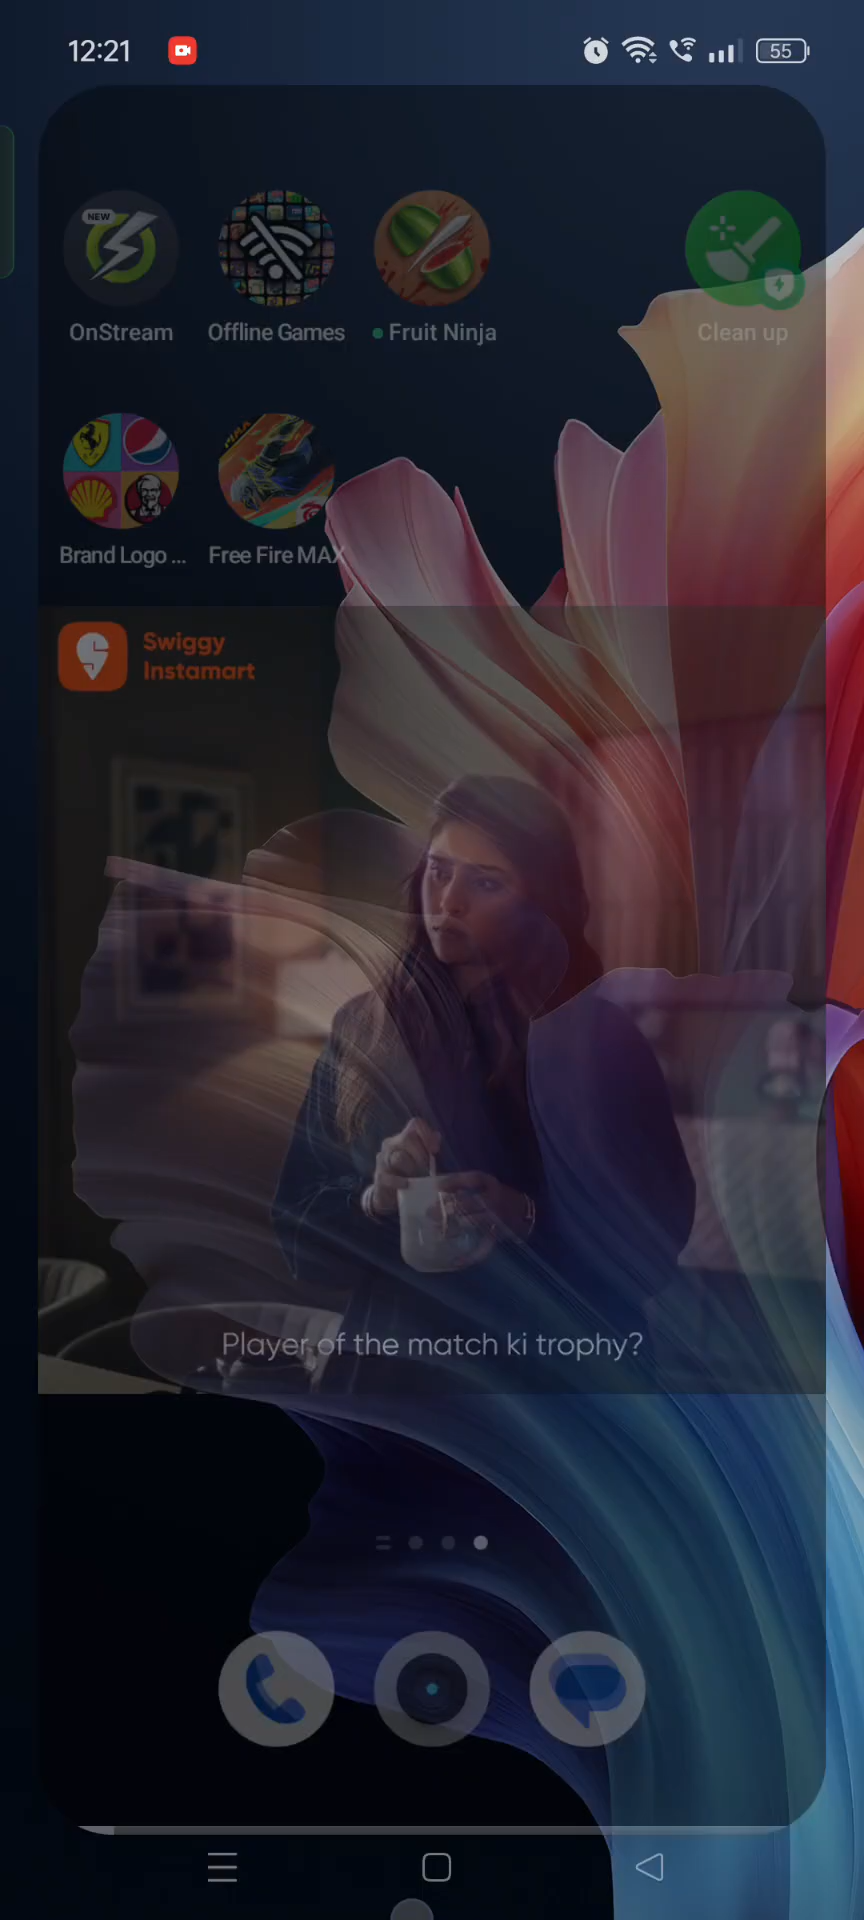 12:21
55
NEW
OnStream
Offline Games
Fruit Ninja
Clean up
Brand Logo ...
Free Fire MAX
Swiggy
Instamart
Player of the match ki trophy?